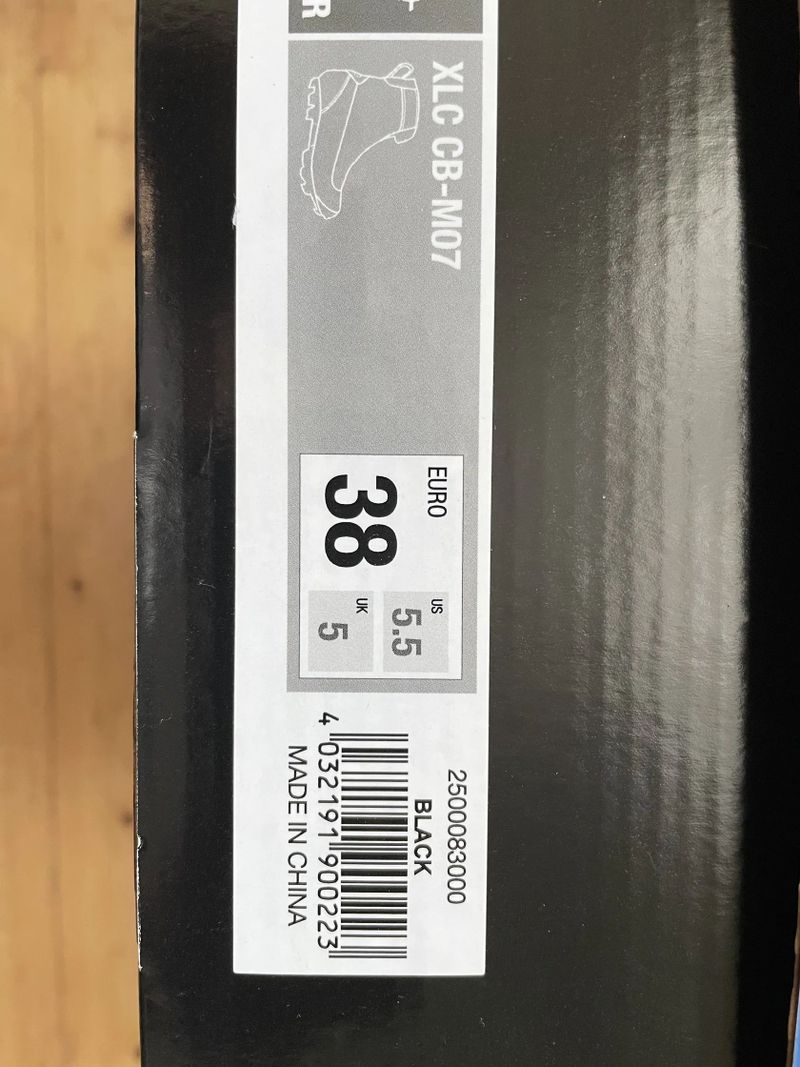 R
XLC CB-M07
EURO
38
US
5.5
UK
5
2500083000
BLACK
4 032191 900223
MADE IN CHINA